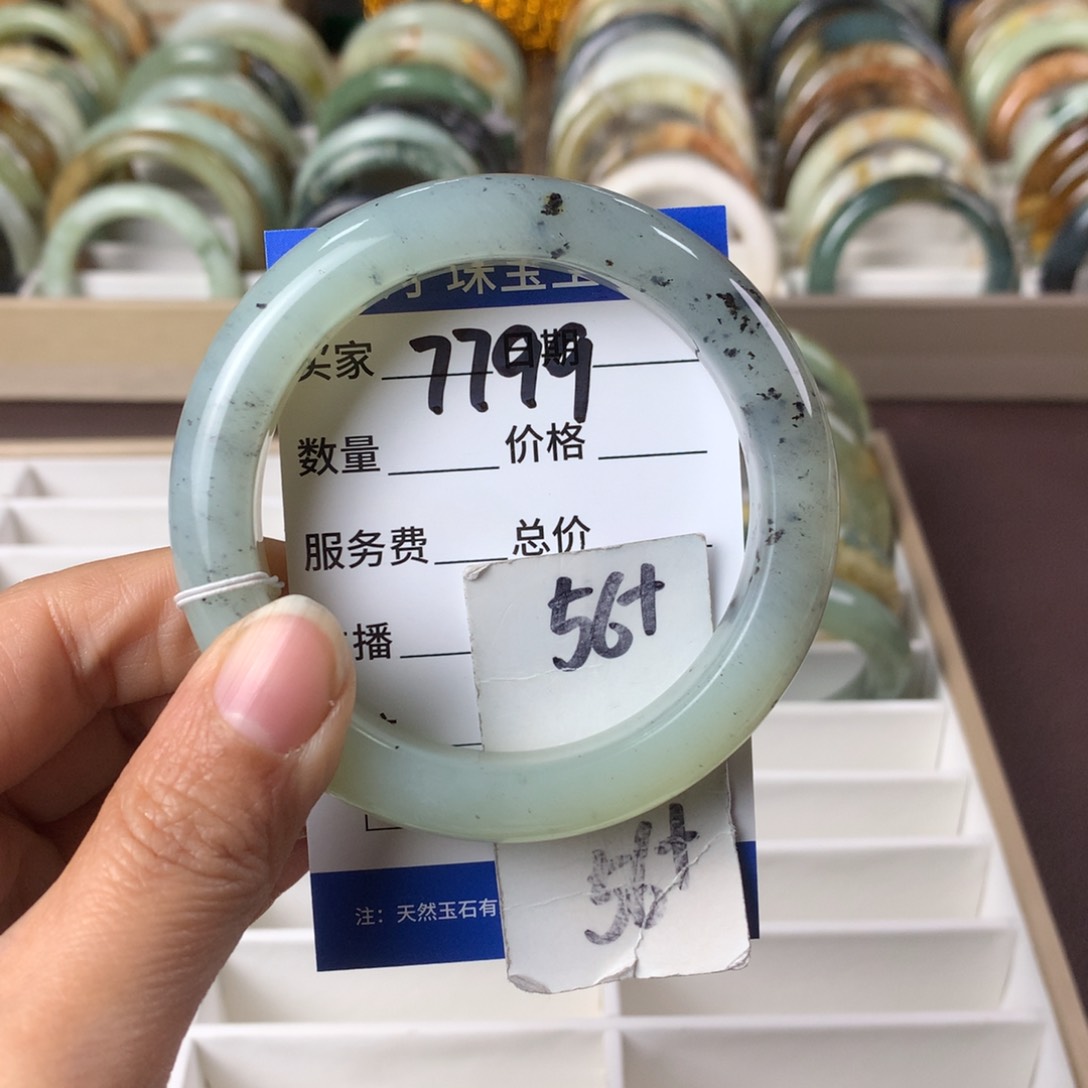 珠宝
买家 7799 日期
数量 价格
服务费 总价
播
56+
56+
注：天然玉石有